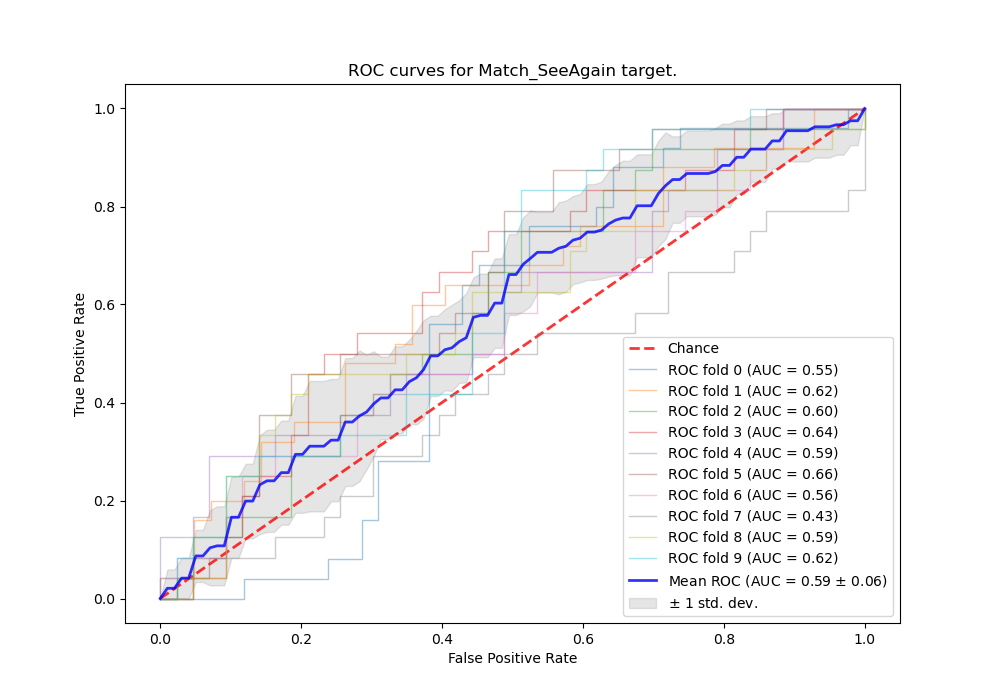 ROC curves for Match_SeeAgain target.
True Positive Rate
1.0
0.8
0.6
0.4
0.2
0.0
0.0 0.2 0.4 0.6 0.8 1.0
False Positive Rate
Chance
ROC fold 0 (AUC = 0.55)
ROC fold 1 (AUC = 0.62)
ROC fold 2 (AUC = 0.60)
ROC fold 3 (AUC = 0.64)
ROC fold 4 (AUC = 0.59)
ROC fold 5 (AUC = 0.66)
ROC fold 6 (AUC = 0.56)
ROC fold 7 (AUC = 0.43)
ROC fold 8 (AUC = 0.59)
ROC fold 9 (AUC = 0.62)
Mean ROC (AUC = 0.59 ± 0.06)
± 1 std. dev.